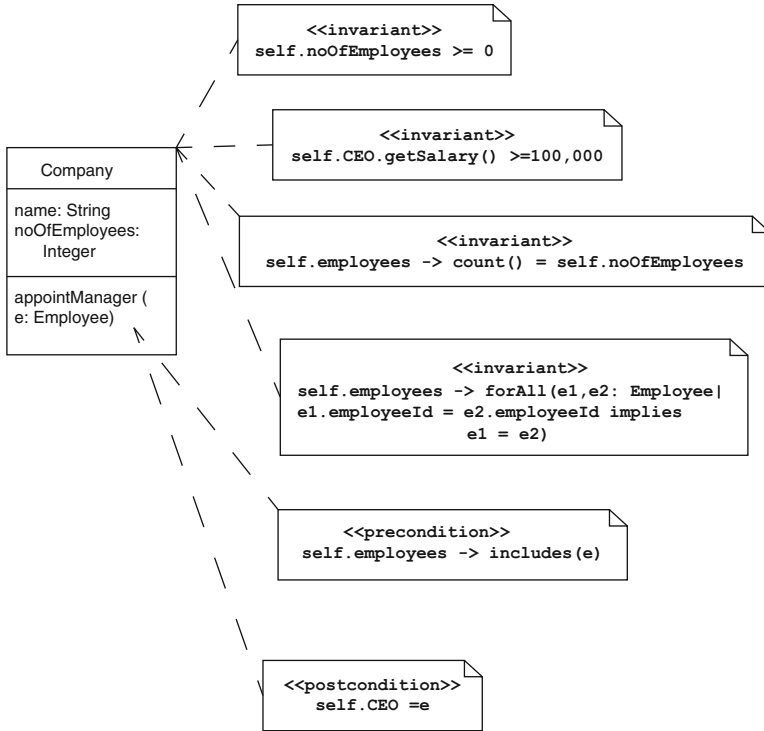 <<invariant>>
self.noOfEmployees >= 0
<<invariant>>
self.CEO.getSalary() >=100,000
Company
name: String
noOfEmployees:
Integer
appointManager (
e: Employee)
<<invariant>>
self.employees -> count() = self.noOfEmployees
<<invariant>>
self.employees -> forAll(e1,e2: Employee|
e1.employeeId = e2.employeeId implies
e1 = e2)
<<precondition>>
self.employees -> includes(e)
<<postcondition>>
self.CEO =e